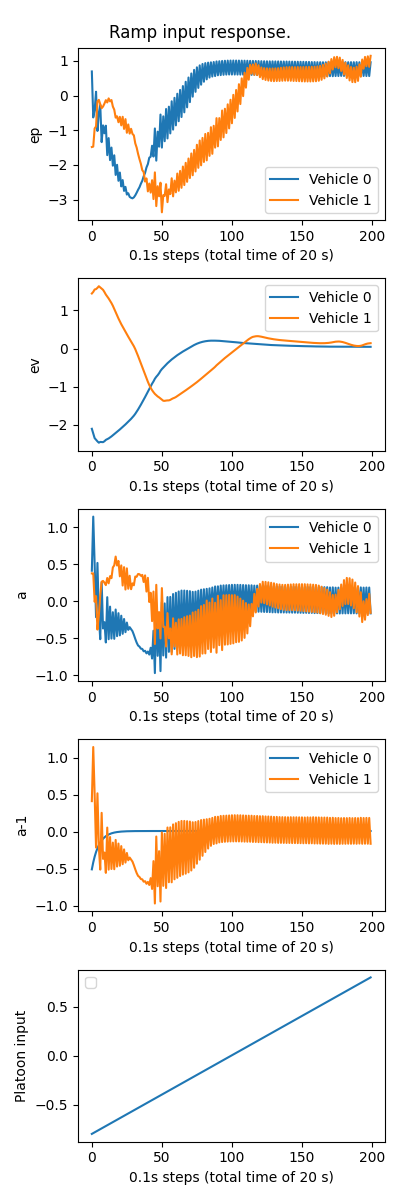 Ramp input response.
1
0
−1
−2
−3
ep
Vehicle 0
Vehicle 1
0 50 100 150 200
0.1s steps (total time of 20 s)
1
0
−1
−2
ev
Vehicle 0
Vehicle 1
0 50 100 150 200
0.1s steps (total time of 20 s)
1.0
0.5
0.0
−0.5
−1.0
a
Vehicle 0
Vehicle 1
0 50 100 150 200
0.1s steps (total time of 20 s)
1.0
0.5
0.0
−0.5
−1.0
a-1
Vehicle 0
Vehicle 1
0 50 100 150 200
0.1s steps (total time of 20 s)
0.5
0.0
−0.5
Platoon input
0 50 100 150 200
0.1s steps (total time of 20 s)